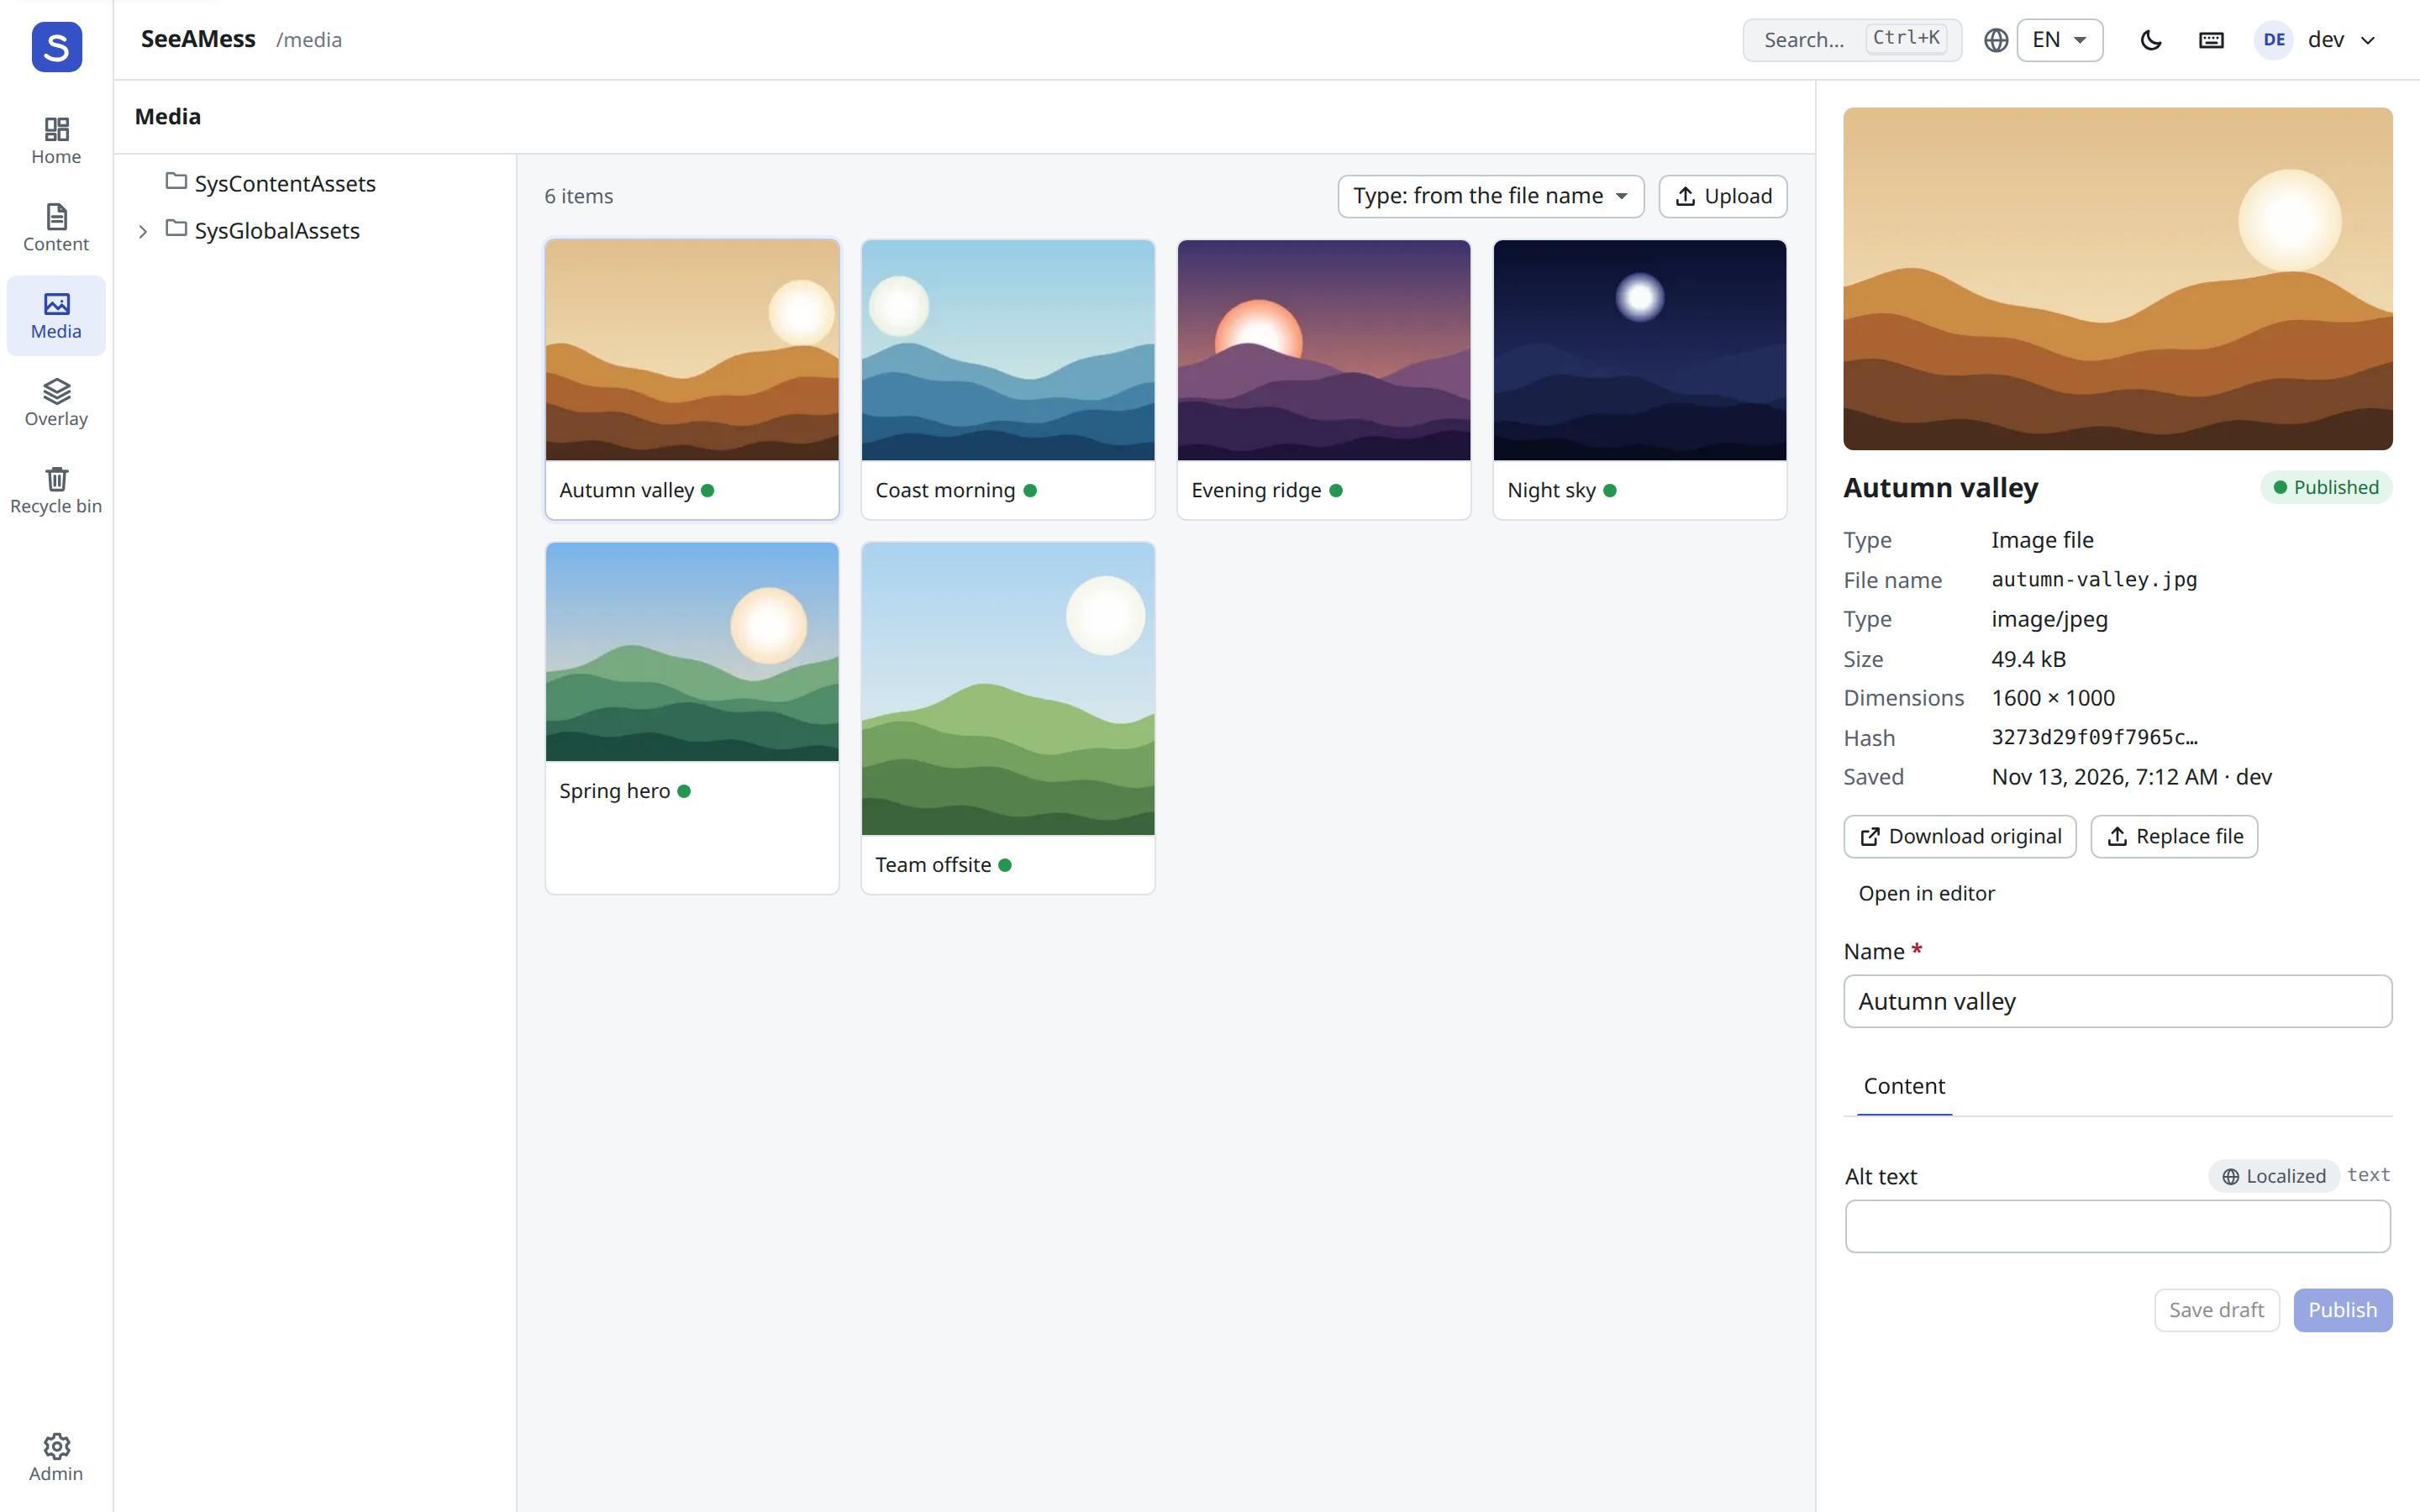 S
SeeAMess /media
Search... Ctrl+K
EN
DE dev
Home
Content
Media
Overlay
Recycle bin
Admin
Media
SysContentAssets
SysGlobalAssets
6 items
Type: from the file name
Upload
Autumn valley
Coast morning
Evening ridge
Night sky
Spring hero
Team offsite
Autumn valley Published
Type Image file
File name autumn-valley.jpg
Type image/jpeg
Size 49.4 kB
Dimensions 1600 × 1000
Hash 3273d29f09f7965c…
Saved Nov 13, 2026, 7:12 AM · dev
Download original Replace file
Open in editor
Name *
Autumn valley
Content
Alt text Localized text
Save draft Publish